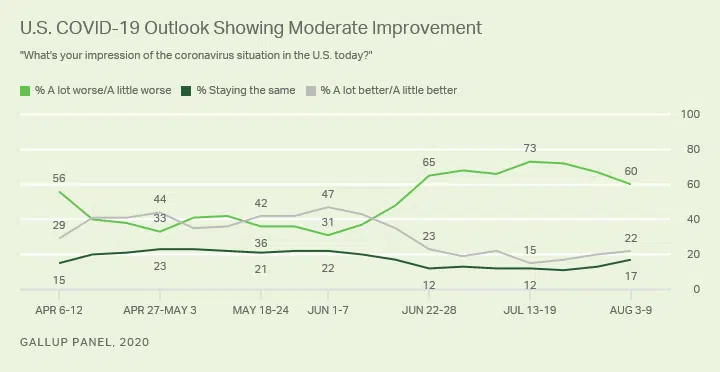 U.S. COVID-19 Outlook Showing Moderate Improvement
"What's your impression of the coronavirus situation in the U.S. today?"
% A lot worse/A little worse % Staying the same % A lot better/A little better
100
80
60
40
20
0
56 44 42 47 65 73 60
29 33 36 31 23 15 22
15 23 21 22 12 12 17
APR 6-12 APR 27-MAY 3 MAY 18-24 JUN 1-7 JUN 22-28 JUL 13-19 AUG 3-9
GALLUP PANEL, 2020